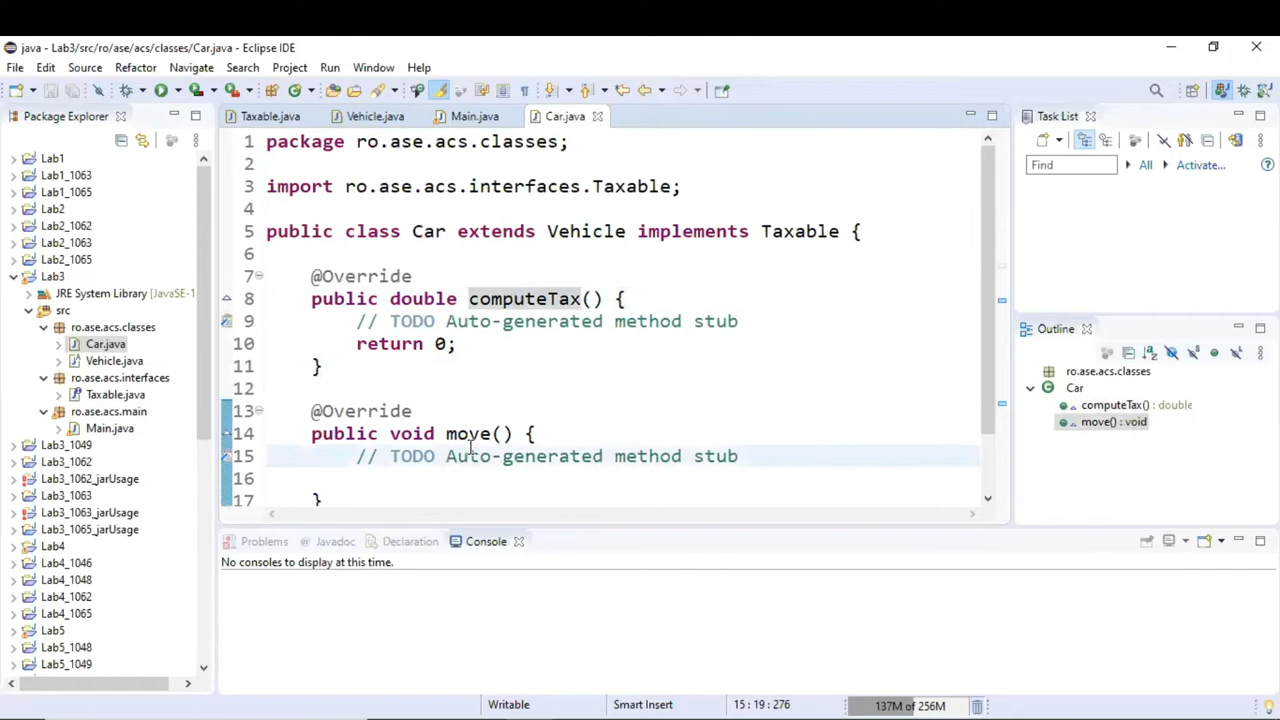 java - Lab3/src/ro/ase/acs/classes/Car.java - Eclipse IDE
File Edit Source Refactor Navigate Search Project Run Window Help
Package Explorer
Taxable.java Vehicle.java Main.java Car.java
Task List
Find All Activate...
Lab1
Lab1_1063
Lab1_1065
Lab2
Lab2_1062
Lab2_1063
Lab2_1065
Lab3
JRE System Library [JavaSE-1
src
ro.ase.acs.classes
Car.java
Vehicle.java
ro.ase.acs.interfaces
Taxable.java
ro.ase.acs.main
Main.java
Lab3_1049
Lab3_1062
Lab3_1062_jarUsage
Lab3_1063
Lab3_1063_jarUsage
Lab3_1065_jarUsage
Lab4
Lab4_1046
Lab4_1048
Lab4_1062
Lab4_1065
Lab5
Lab5_1048
Lab5_1049
1 package ro.ase.acs.classes;
2
3 import ro.ase.acs.interfaces.Taxable;
4
5 public class Car extends Vehicle implements Taxable {
6
7 @Override
8 public double computeTax() {
9 // TODO Auto-generated method stub
10 return 0;
11 }
12
13 @Override
14 public void move() {
15 // TODO Auto-generated method stub
16
17 }
Outline
ro.ase.acs.classes
Car
computeTax() : double
move() : void
Problems Javadoc Declaration Console
No consoles to display at this time.
Writable Smart Insert 15 : 19 : 276 137M of 256M